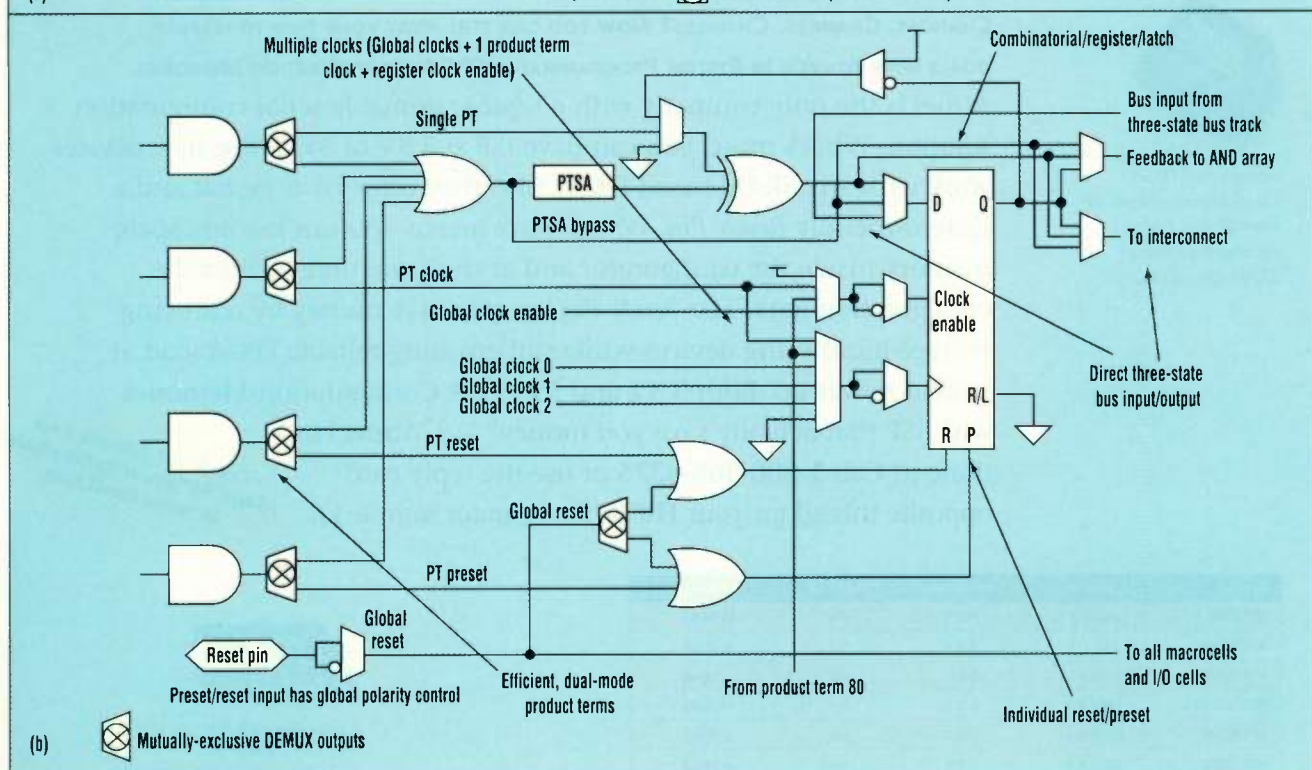 Multiple clocks (Global clocks + 1 product term
clock + register clock enable)
Combinatorial/register/latch
Bus input from
three-state bus track
Single PT
Feedback to AND array
PTSA
D
Q
PTSA bypass
To interconnect
PT clock
Global clock enable
Clock
enable
Global clock 0
Global clock 1
Global clock 2
Direct three-state
bus input/output
R/L
PT reset
R P
Global reset
PT preset
Global
reset
Reset pin
To all macrocells
and I/O cells
Preset/reset input has global polarity control
Efficient, dual-mode
product terms
From product term 80
Individual reset/preset
(b)
Mutually-exclusive DEMUX outputs